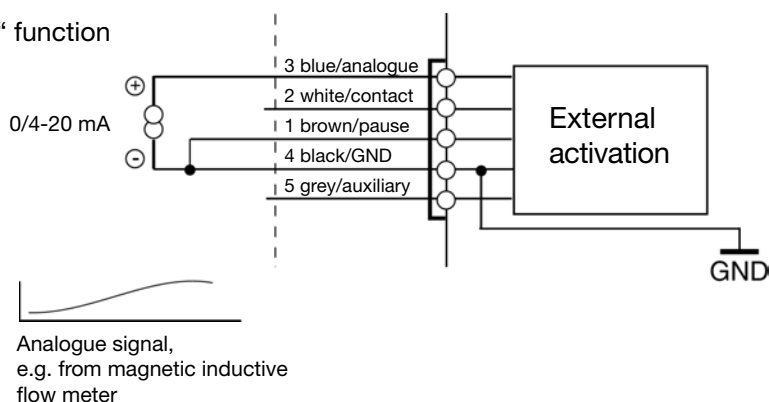 “ function
3 blue/analogue
2 white/contact
0/4-20 mA
1 brown/pause
4 black/GND
5 grey/auxiliary
External
activation
GND
Analogue signal,
e.g. from magnetic inductive
flow meter